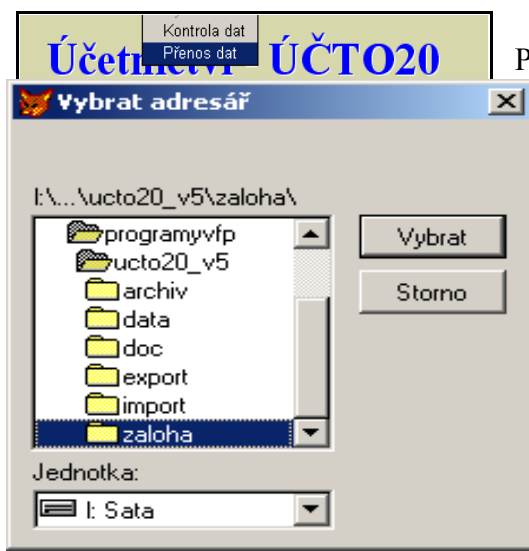 Kontrola dat
Přenos dat
Účetnictví ÚČTO20
P
Vybrat adresář
I:\...\ucto20_v5\zaloha\
programyvfp
ucto20_v5
archiv
data
doc
export
import
zaloha
Vybrat
Storno
Jednotka:
I: Sata